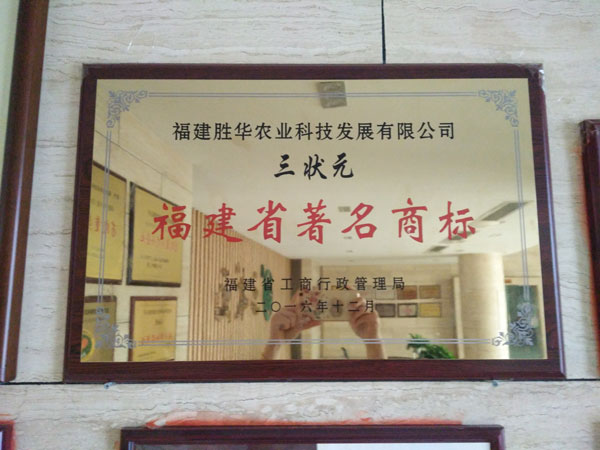 福建胜华农业科技发展有限公司
三状元
福建省著名商标
福建省工商行政管理局
二〇一六年十二月